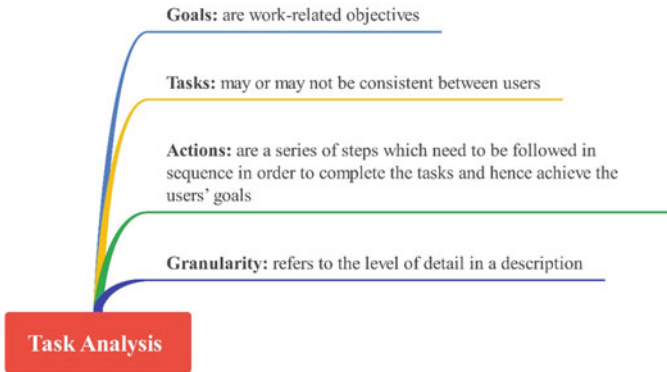 Goals: are work-related objectives
Tasks: may or may not be consistent between users
Actions: are a series of steps which need to be followed in
sequence in order to complete the tasks and hence achieve the
users’ goals
Granularity: refers to the level of detail in a description
Task Analysis